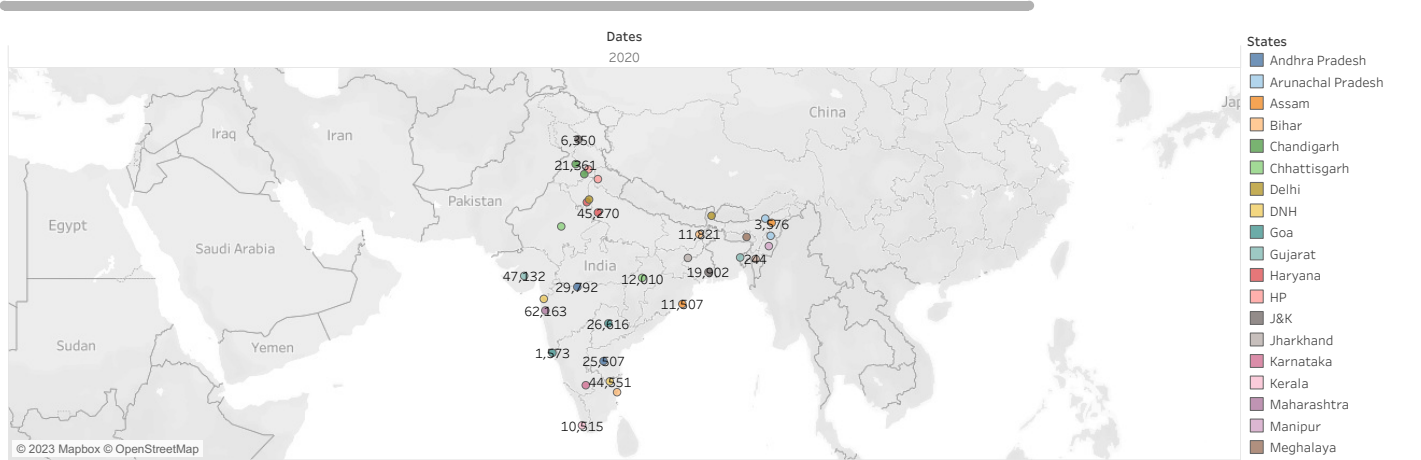 Dates
2020
States
Andhra Pradesh
Arunachal Pradesh
Assam
Bihar
Chandigarh
Chhattisgarh
Delhi
DNH
Goa
Gujarat
Haryana
HP
J&K
Jharkhand
Karnataka
Kerala
Maharashtra
Manipur
Meghalaya
Iraq
Iran
China
Jap
Egypt
Pakistan
Saudi Arabia
India
Sudan
Yemen
6,350
21,361
45,270
3,576
11,821
244
47,132
29,792
12,010
19,902
62,163
11,507
26,616
1,573
25,507
44,551
10,515
© 2023 Mapbox © OpenStreetMap